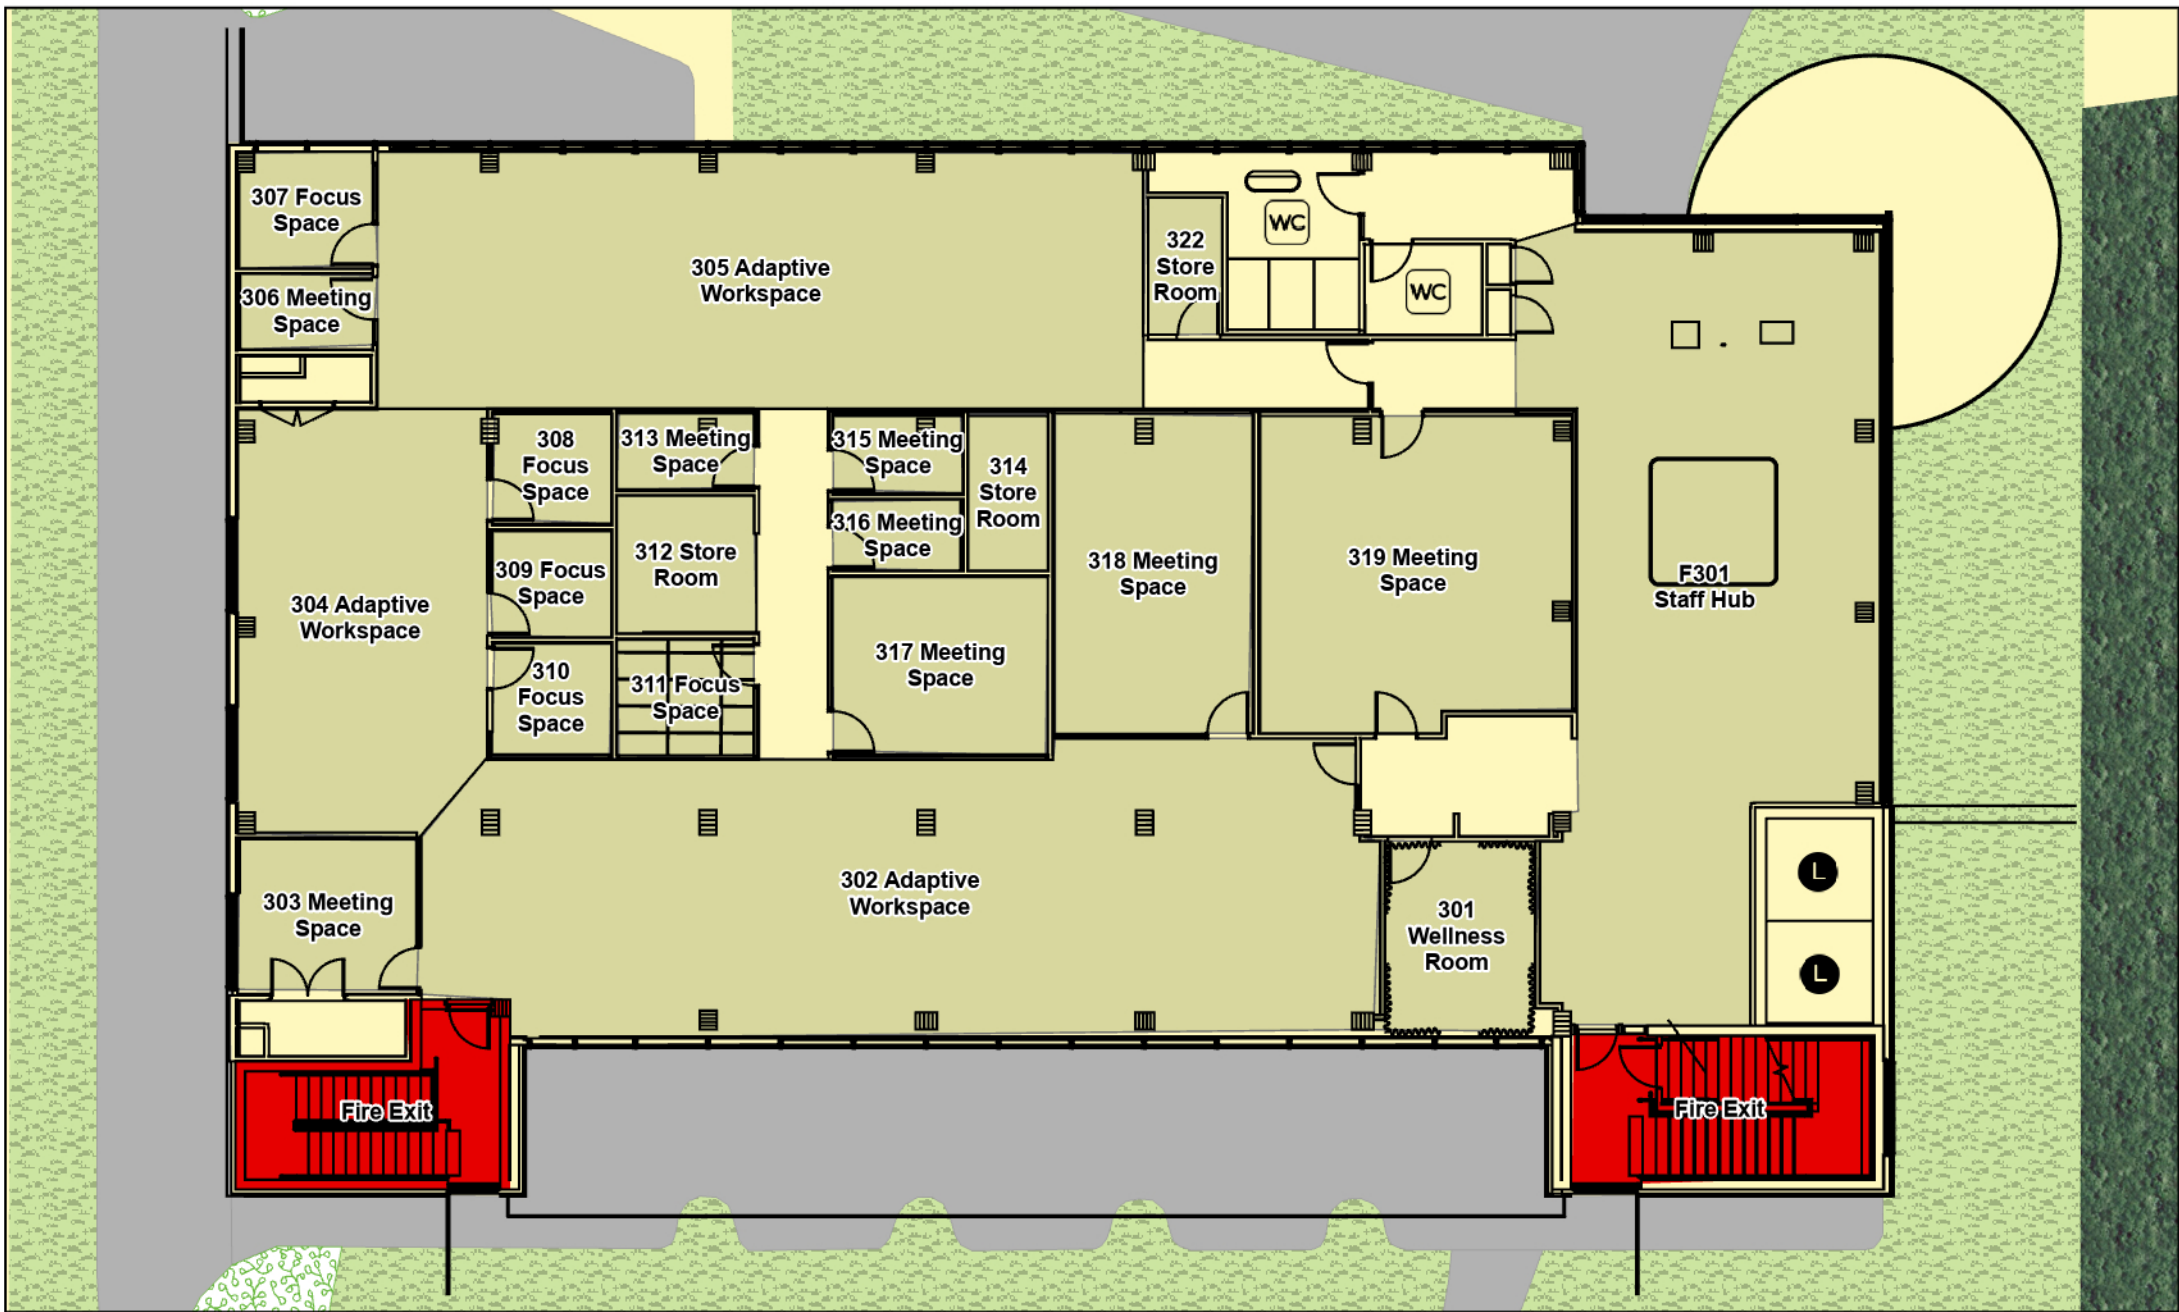 307 Focus
Space
306 Meeting
Space
305 Adaptive
Workspace
322
Store
Room
WC
WC
308
Focus
Space
313 Meeting
Space
315 Meeting
Space
314
Store
Room
316 Meeting
Space
309 Focus
Space
312 Store
Room
318 Meeting
Space
319 Meeting
Space
F301
Staff Hub
304 Adaptive
Workspace
310
Focus
Space
311 Focus
Space
317 Meeting
Space
303 Meeting
Space
302 Adaptive
Workspace
301
Wellness
Room
L
L
Fire Exit
Fire Exit